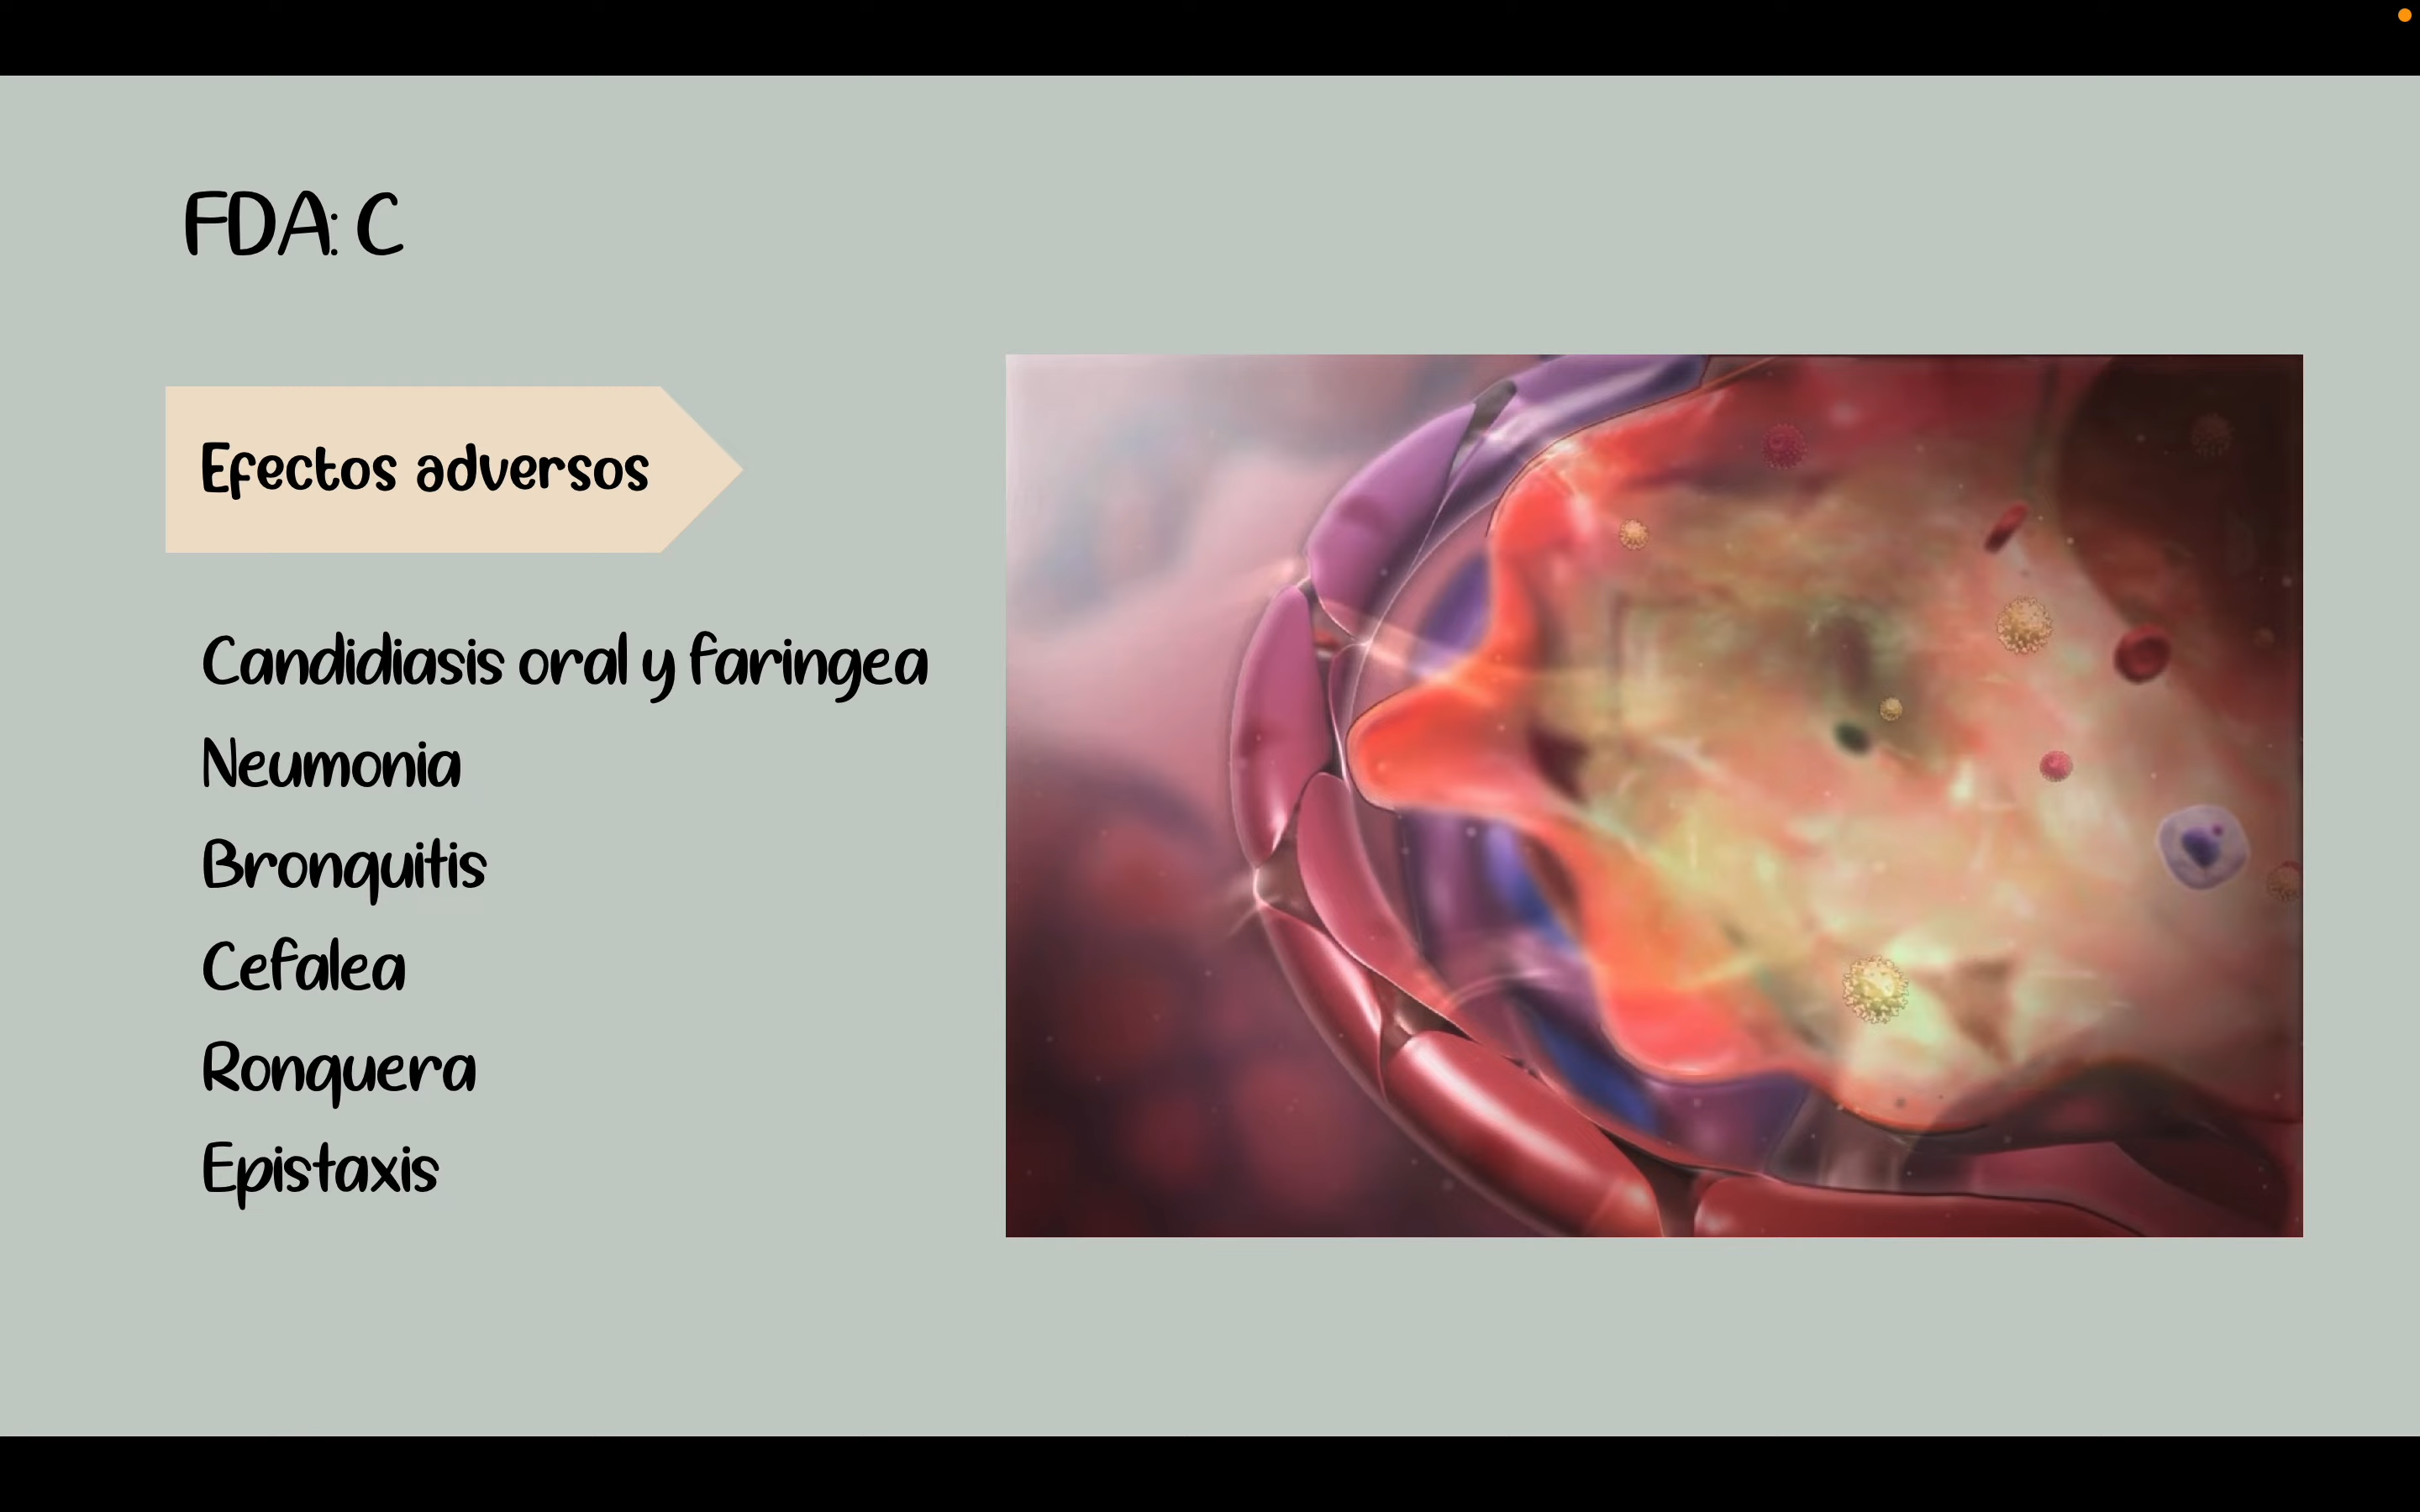 FDA: C
Efectos adversos
Candidiasis oral y faringea
Neumonia
Bronquitis
Cefalea
Ronquera
Epistaxis